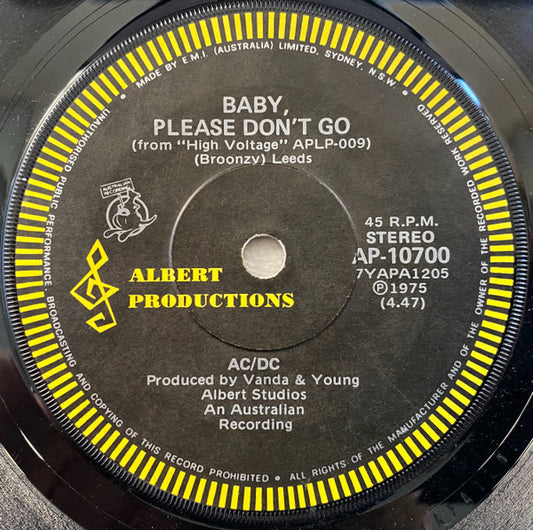 MADE BY E.M.I. (AUSTRALIA) LIMITED, SYDNEY, N.S.W.
BABY,
PLEASE DON'T GO
(from "High Voltage" APLP-009)
(Broonzy) Leeds
AUSTRALIAN
RECORDING
45 R.P.M.
STEREO
AP-10700
7YAPA1205
Ⓟ1975
(4.47)
ALBERT
PRODUCTIONS
AC/DC
Produced by Vanda & Young
Albert Studios
An Australian
Recording
UNAUTHORISED PUBLIC PERFORMANCE, BROADCASTING AND COPYING OF THIS RECORD PROHIBITED • ALL RIGHTS OF THE MANUFACTURER AND OF THE OWNER OF THE RECORDED WORK RESERVED •